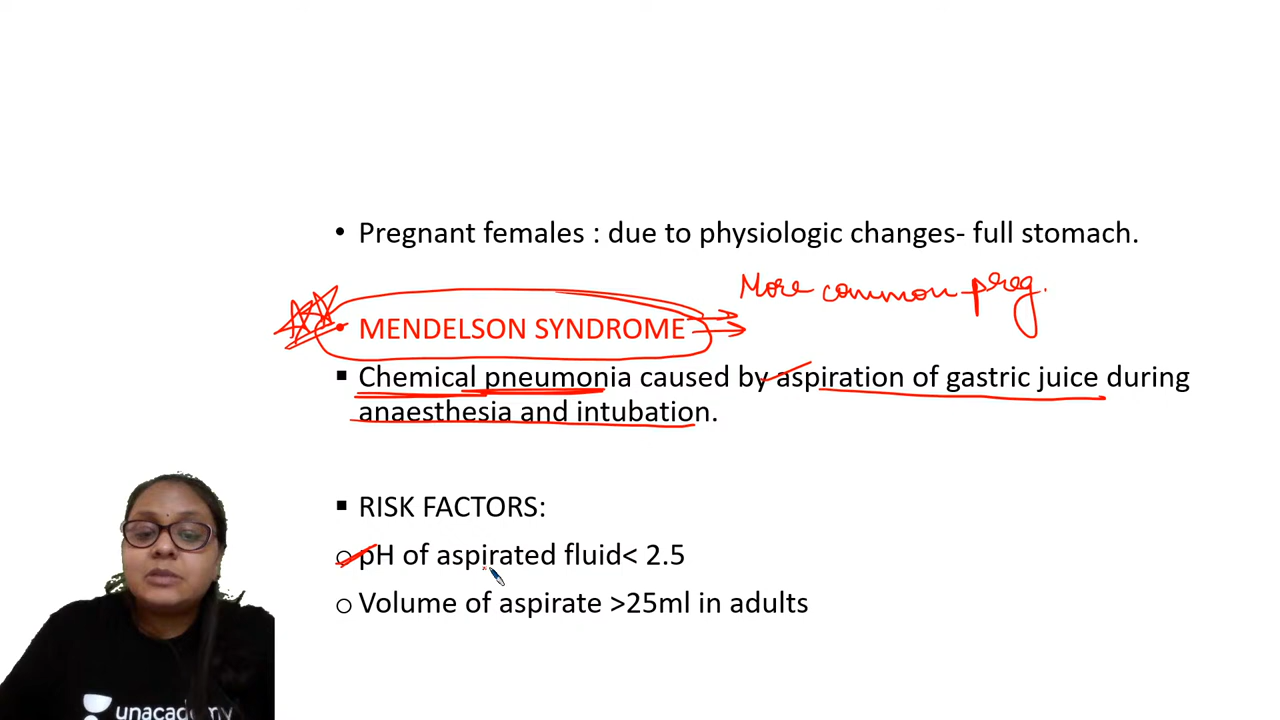 • Pregnant females : due to physiologic changes- full stomach.
More common preg.
• MENDELSON SYNDROME
▪ Chemical pneumonia caused by aspiration of gastric juice during
anaesthesia and intubation.
▪ RISK FACTORS:
o pH of aspirated fluid< 2.5
o Volume of aspirate >25ml in adults
unacademy